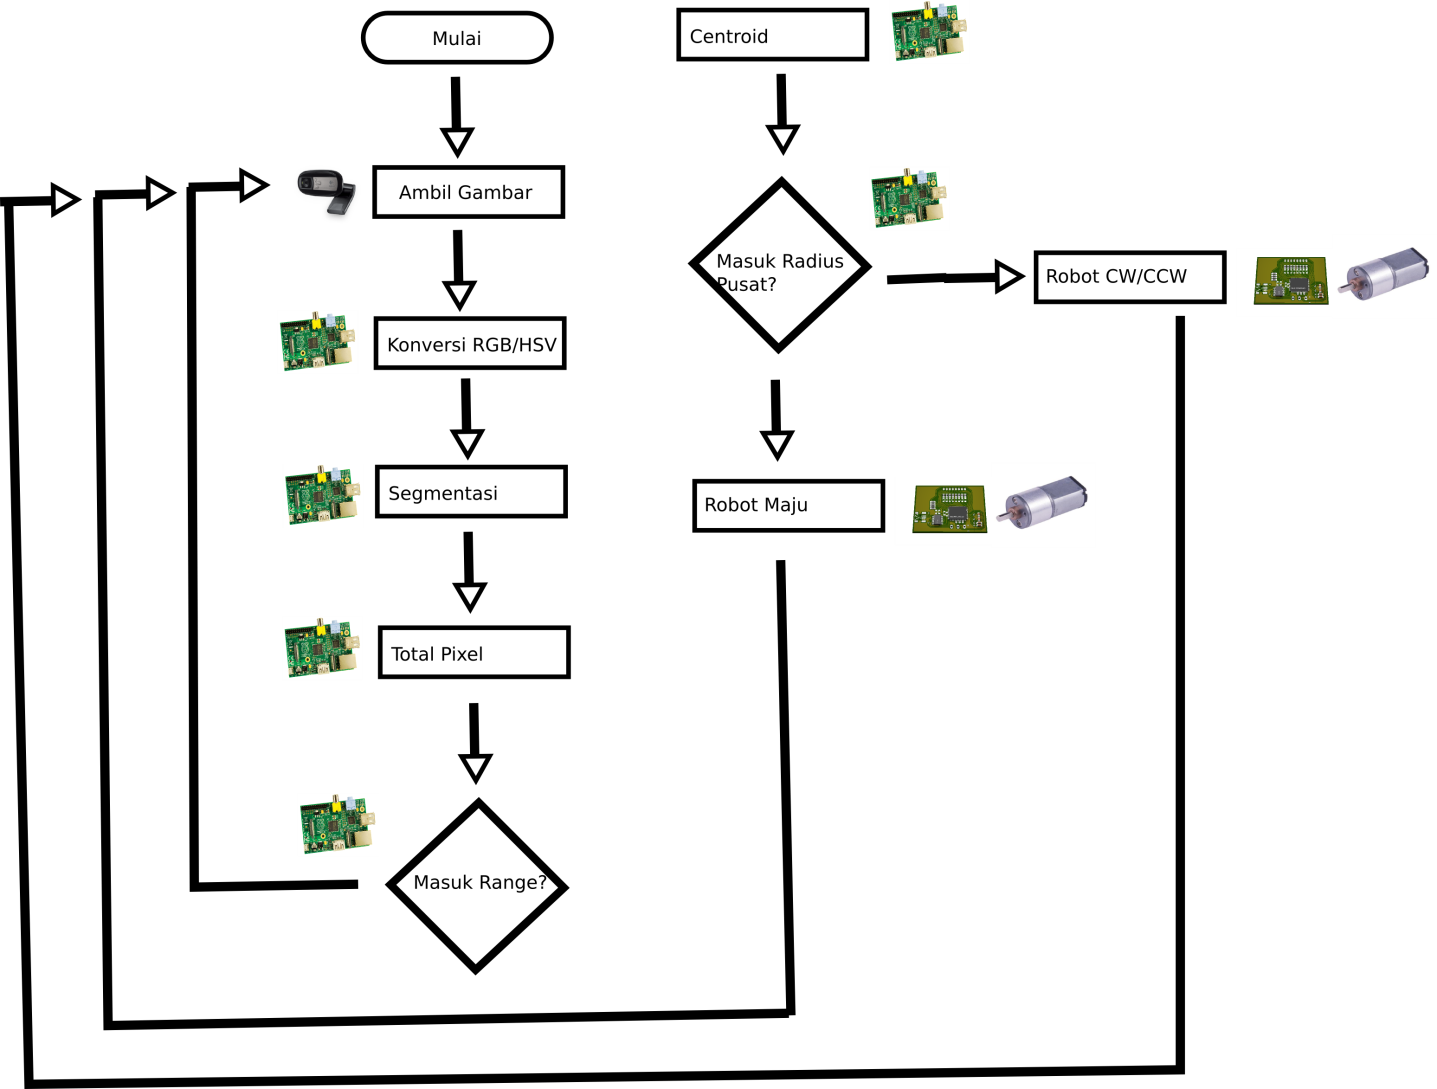 Mulai
Ambil Gambar
Konversi RGB/HSV
Segmentasi
Total Pixel
Masuk Range?
Centroid
Masuk Radius
Pusat?
Robot CW/CCW
Robot Maju